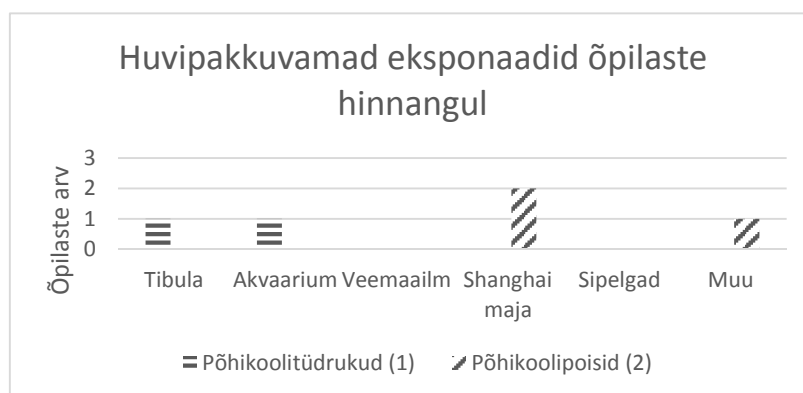 Huvipakkuvamad eksponaadid õpilaste
hinnangul
Õpilaste arv
3
2
1
0
Tibula Akvaarium Veemaailm Shanghai maja Sipelgad Muu
Põhikoolitüdrukud (1) Põhikoolipoisid (2)